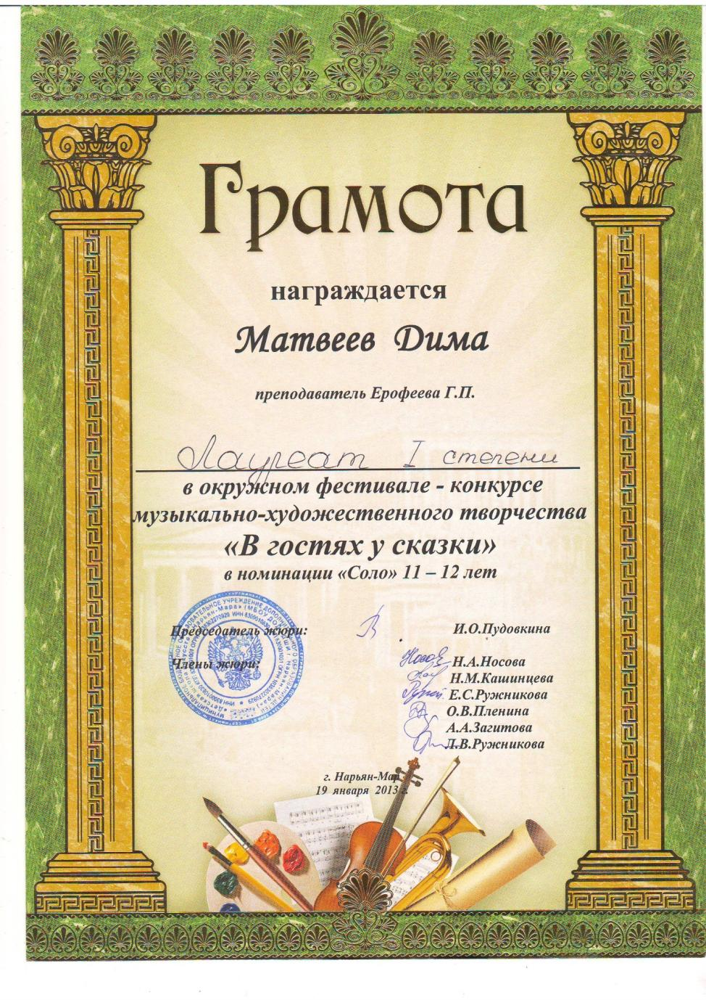 Грамота
награждается
Матвеев Дима
преподаватель Ерофеева Г.П.
Лауреат I степени
в окружном фестивале - конкурсе
музыкально-художественного творчества
«В гостях у сказки»
в номинации «Соло» 11 – 12 лет
Председатель жюри: И.О.Пудовкина
Члены жюри: Н.А.Носова
Н.М.Кашинцева
Е.С.Ружникова
О.В.Пленина
А.А.Загитова
Л.В.Ружникова
г. Нарьян-Мар
19 января 2013 г.